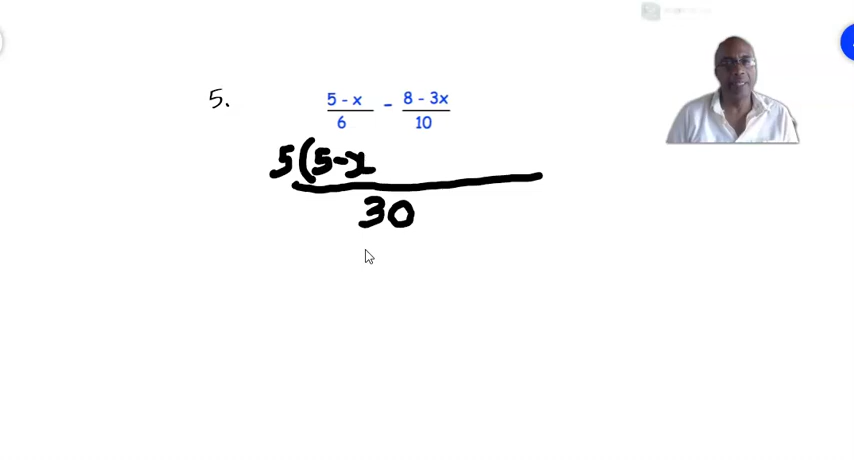 5.
5 - x 8 - 3x
—— - ——
6 10
5(5-x
30